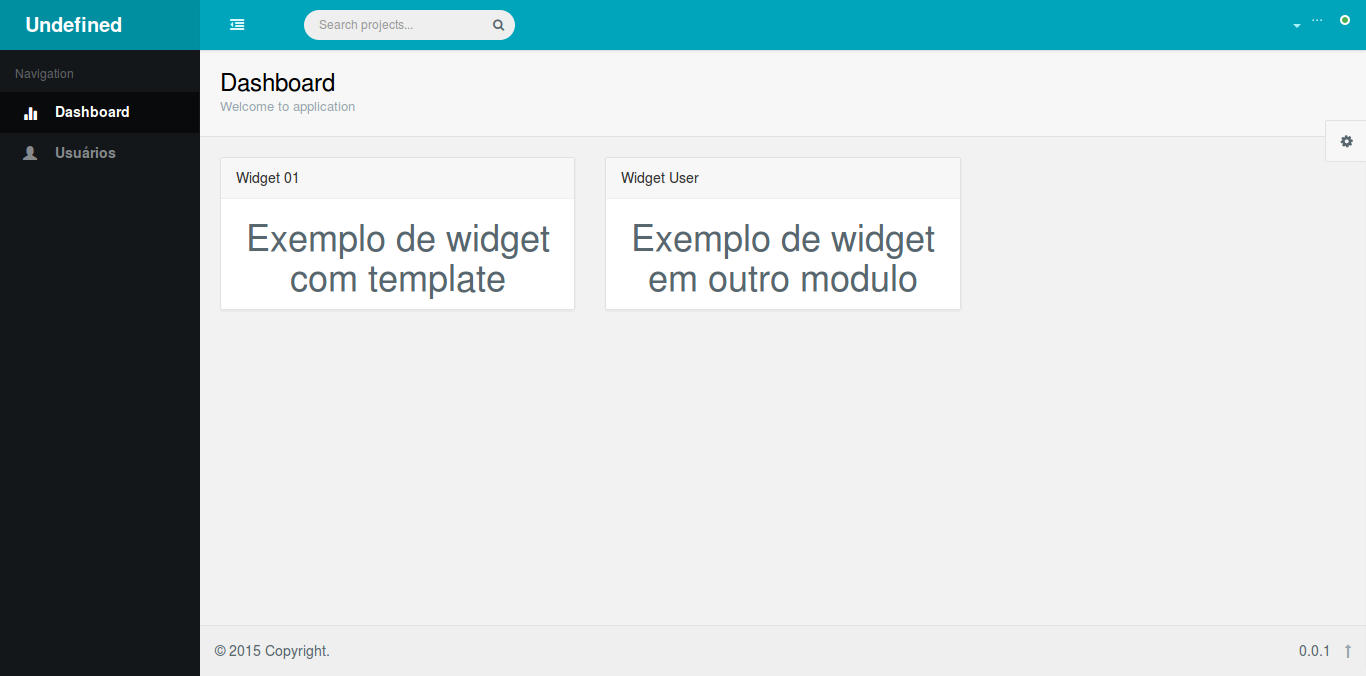 Undefined
Search projects...
...
Navigation
Dashboard
Usuários
Dashboard
Welcome to application
Widget 01
Exemplo de widget
com template
Widget User
Exemplo de widget
em outro modulo
© 2015 Copyright.
0.0.1